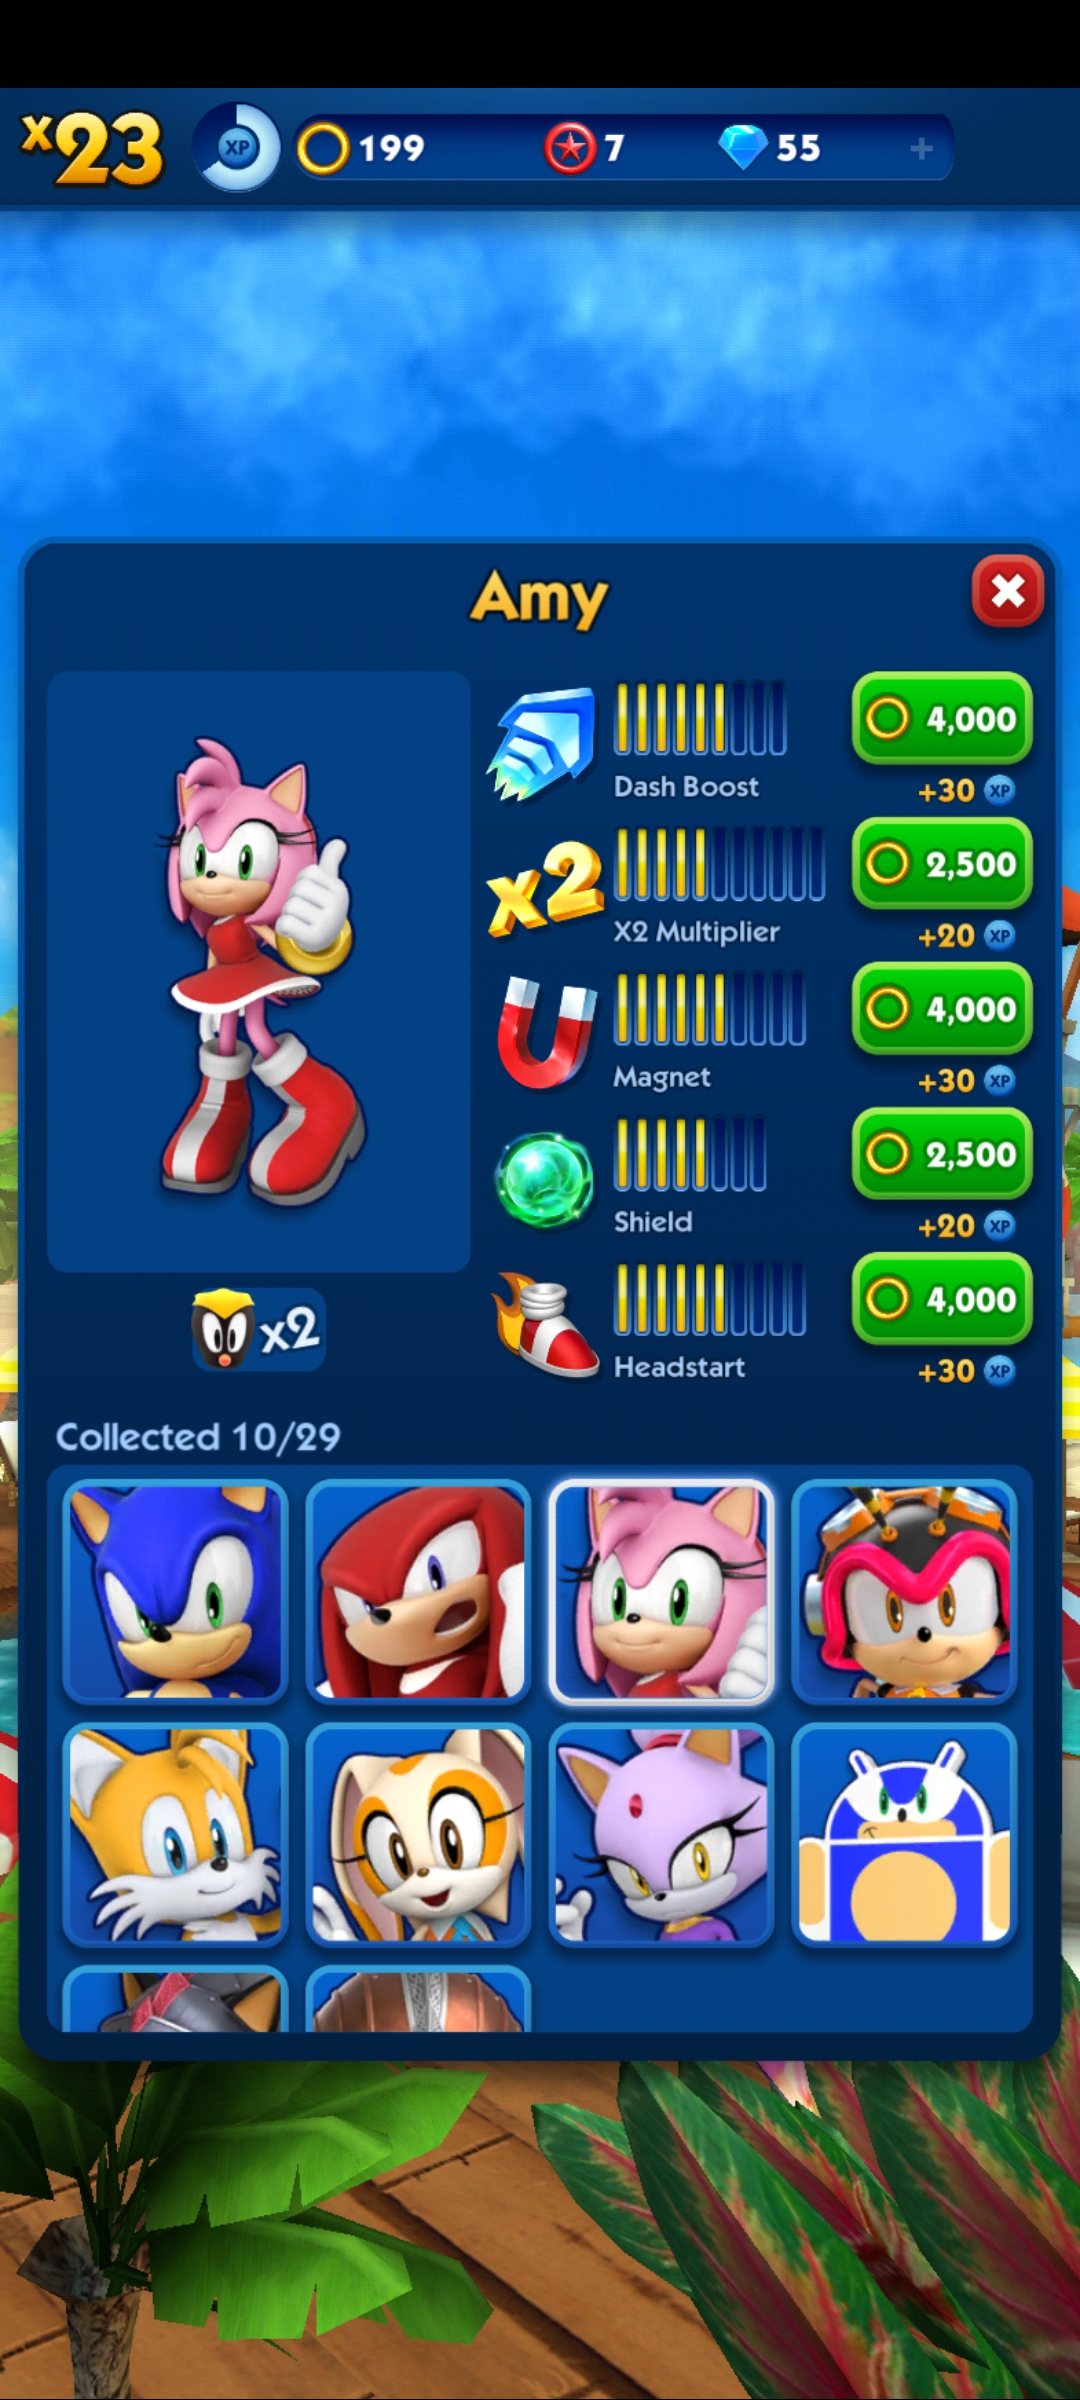 x23 XP 199 7 55 +
Amy
4,000
Dash Boost
+30 XP
x2
2,500
X2 Multiplier
+20 XP
4,000
Magnet
+30 XP
2,500
Shield
+20 XP
x2
4,000
Headstart
+30 XP
Collected 10/29